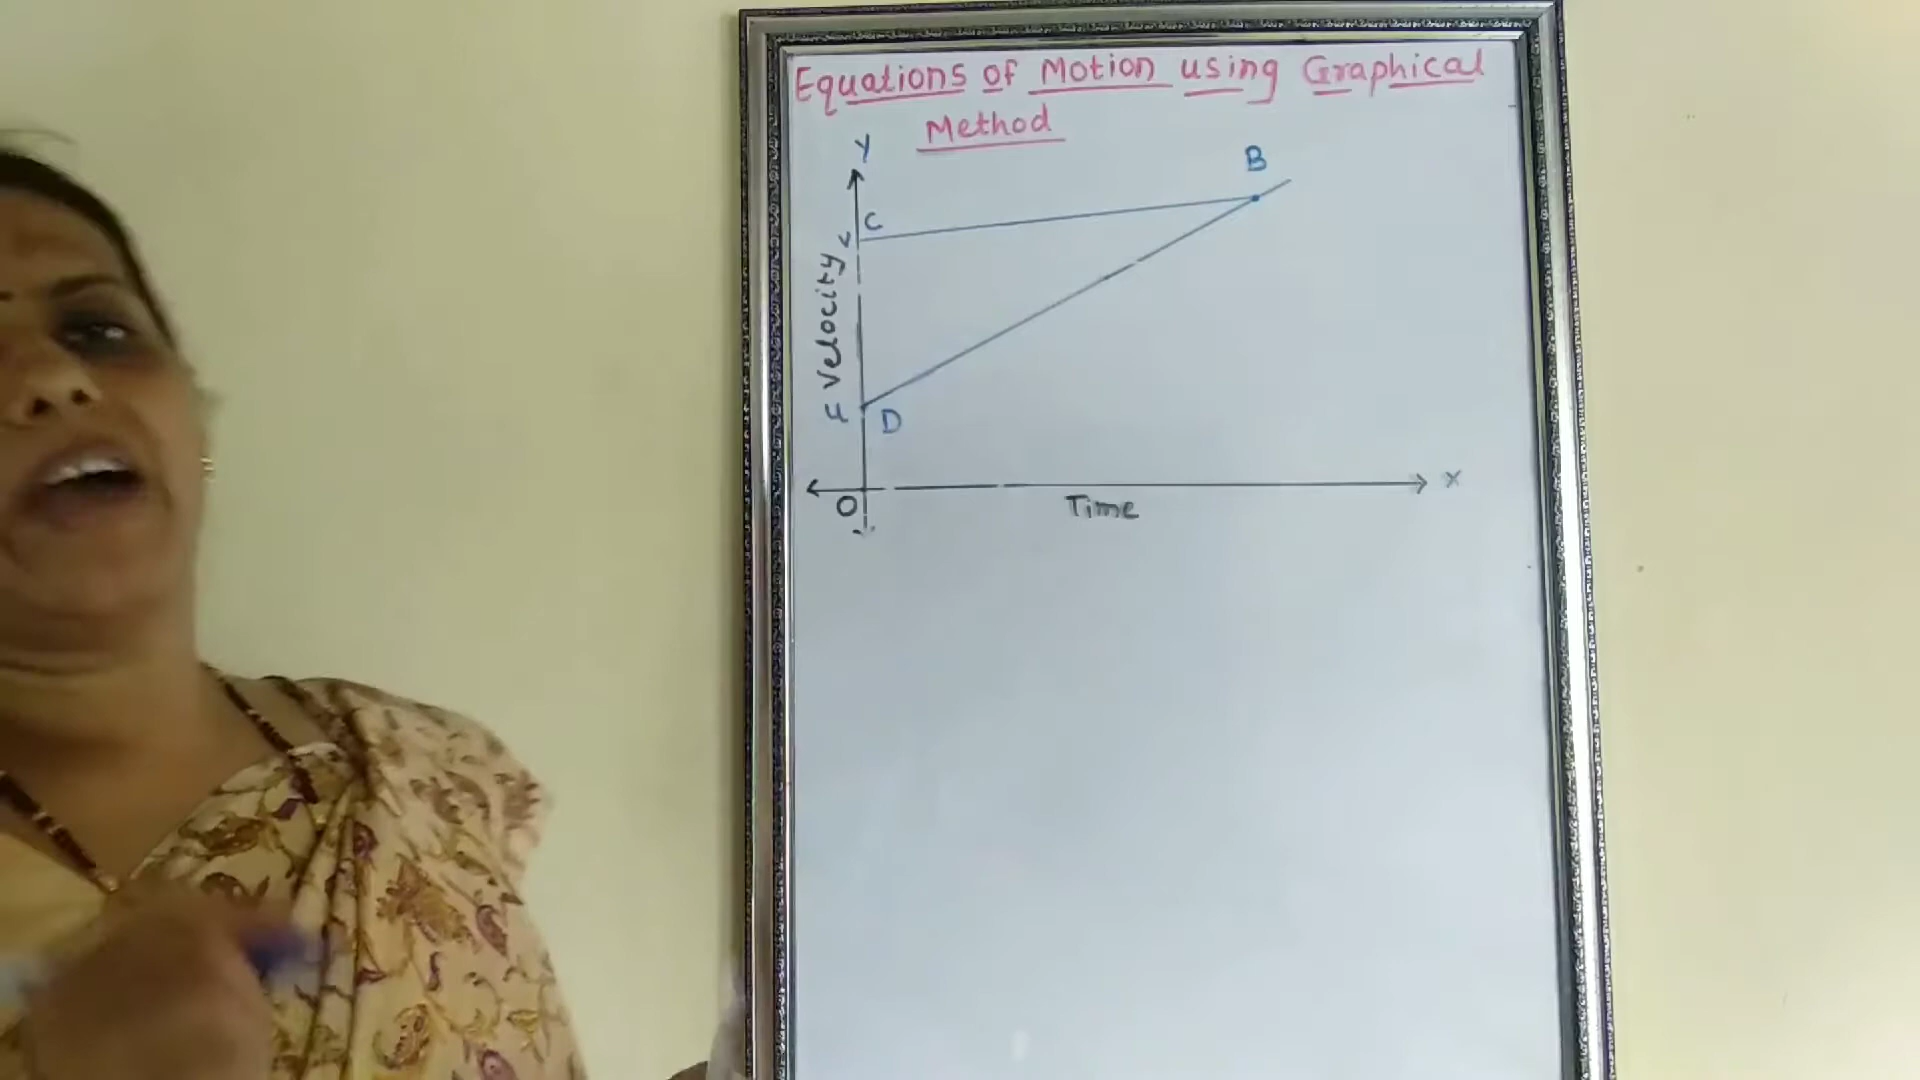 Equations of Motion using Graphical
Method
Y
B
C
v
Velocity
u
D
O
Time
X